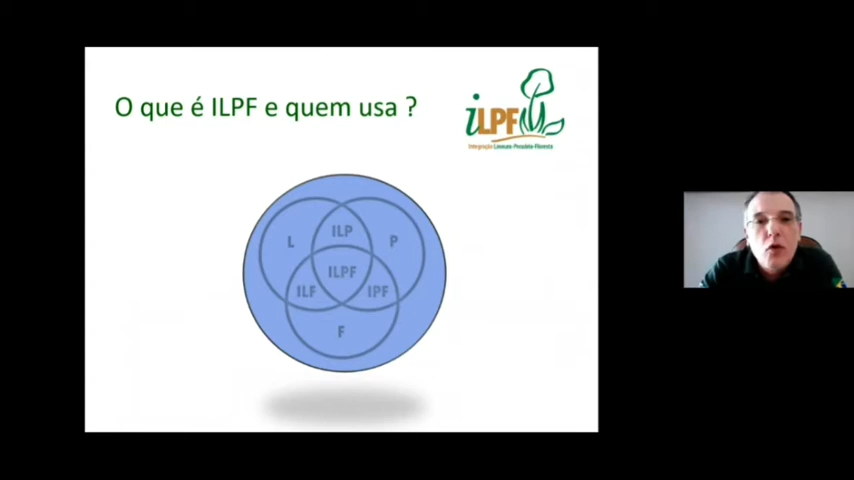 O que é ILPF e quem usa ?
iLPF
Integração Lavoura-Pecuária-Floresta
L
ILP
P
ILPF
ILF
IPF
F